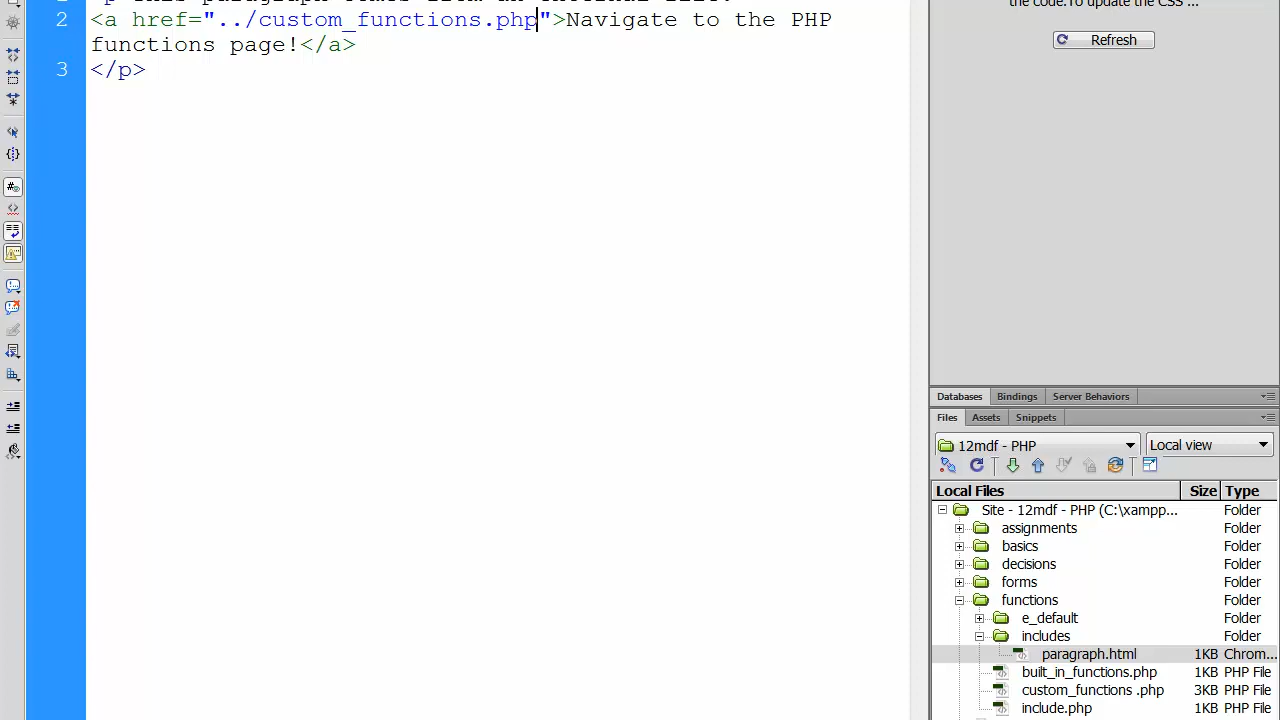 the code.To update the CSS ...
Refresh
2 <a href="../custom_functions.php">Navigate to the PHP
functions page!</a>
3 </p>
Databases Bindings Server Behaviors
Files Assets Snippets
12mdf - PHP Local view
Local Files Size Type
Site - 12mdf - PHP (C:\xampp... Folder
assignments Folder
basics Folder
decisions Folder
forms Folder
functions Folder
e_default Folder
includes Folder
paragraph.html 1KB Chrom...
built_in_functions.php 1KB PHP File
custom_functions .php 3KB PHP File
include.php 1KB PHP File